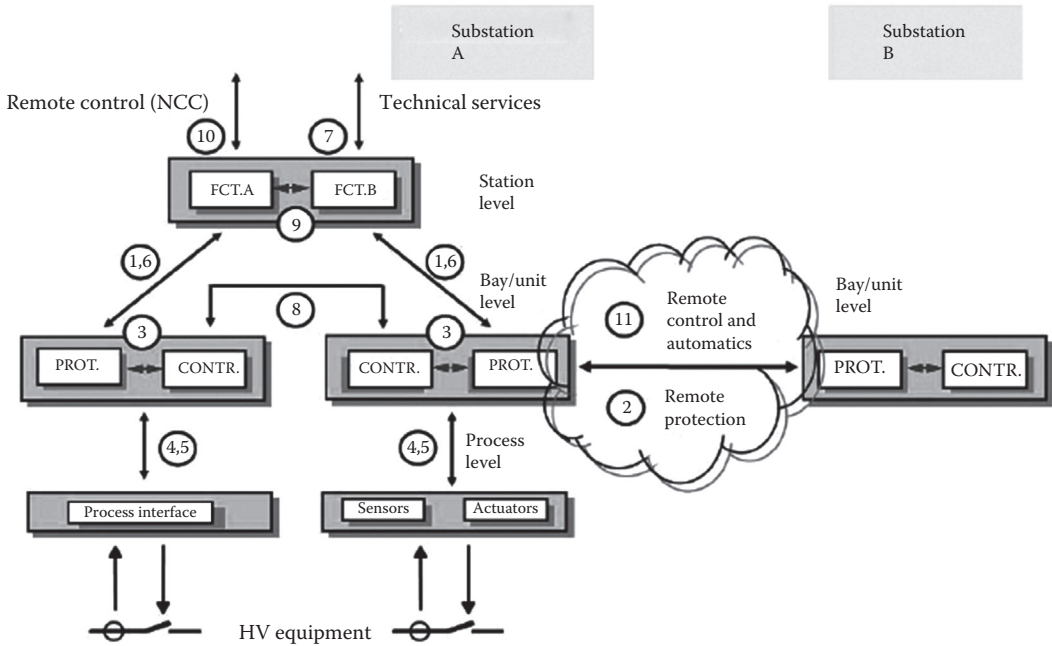 Substation
A
Substation
B
Remote control (NCC)
Technical services
10
7
FCT.A
FCT.B
Station
level
9
1,6
1,6
Bay/unit
level
8
3
3
PROT.
CONTR.
CONTR.
PROT.
11
Remote
control and
automatics
2
Remote
protection
Bay/unit
level
PROT.
CONTR.
4,5
4,5
Process
level
Process interface
Sensors
Actuators
HV equipment